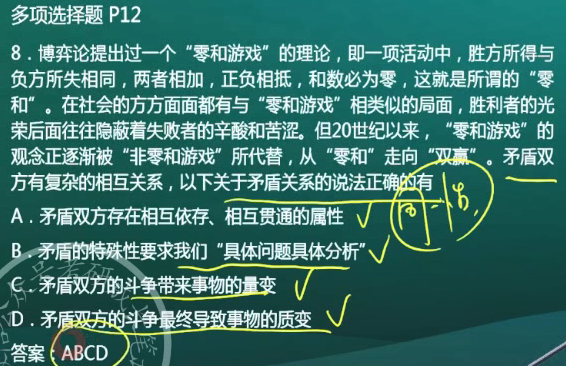 多项选择题 P12
8．博弈论提出过一个“零和游戏”的理论，即一项活动中，胜方所得与
负方所失相同，两者相加，正负相抵，和数必为零，这就是所谓的“零
和”。在社会的方方面面都有与“零和游戏”相类似的局面，胜利者的光
荣后面往往隐蔽着失败者的辛酸和苦涩。但20世纪以来，“零和游戏”的
观念正逐渐被“非零和游戏”所代替，从“零和”走向“双赢”。矛盾双
方有复杂的相互关系，以下关于矛盾关系的说法正确的有
A．矛盾双方存在相互依存、相互贯通的属性
B．矛盾的特殊性要求我们“具体问题具体分析”
C．矛盾双方的斗争带来事物的量变
D．矛盾双方的斗争最终导致事物的质变
答案：ABCD